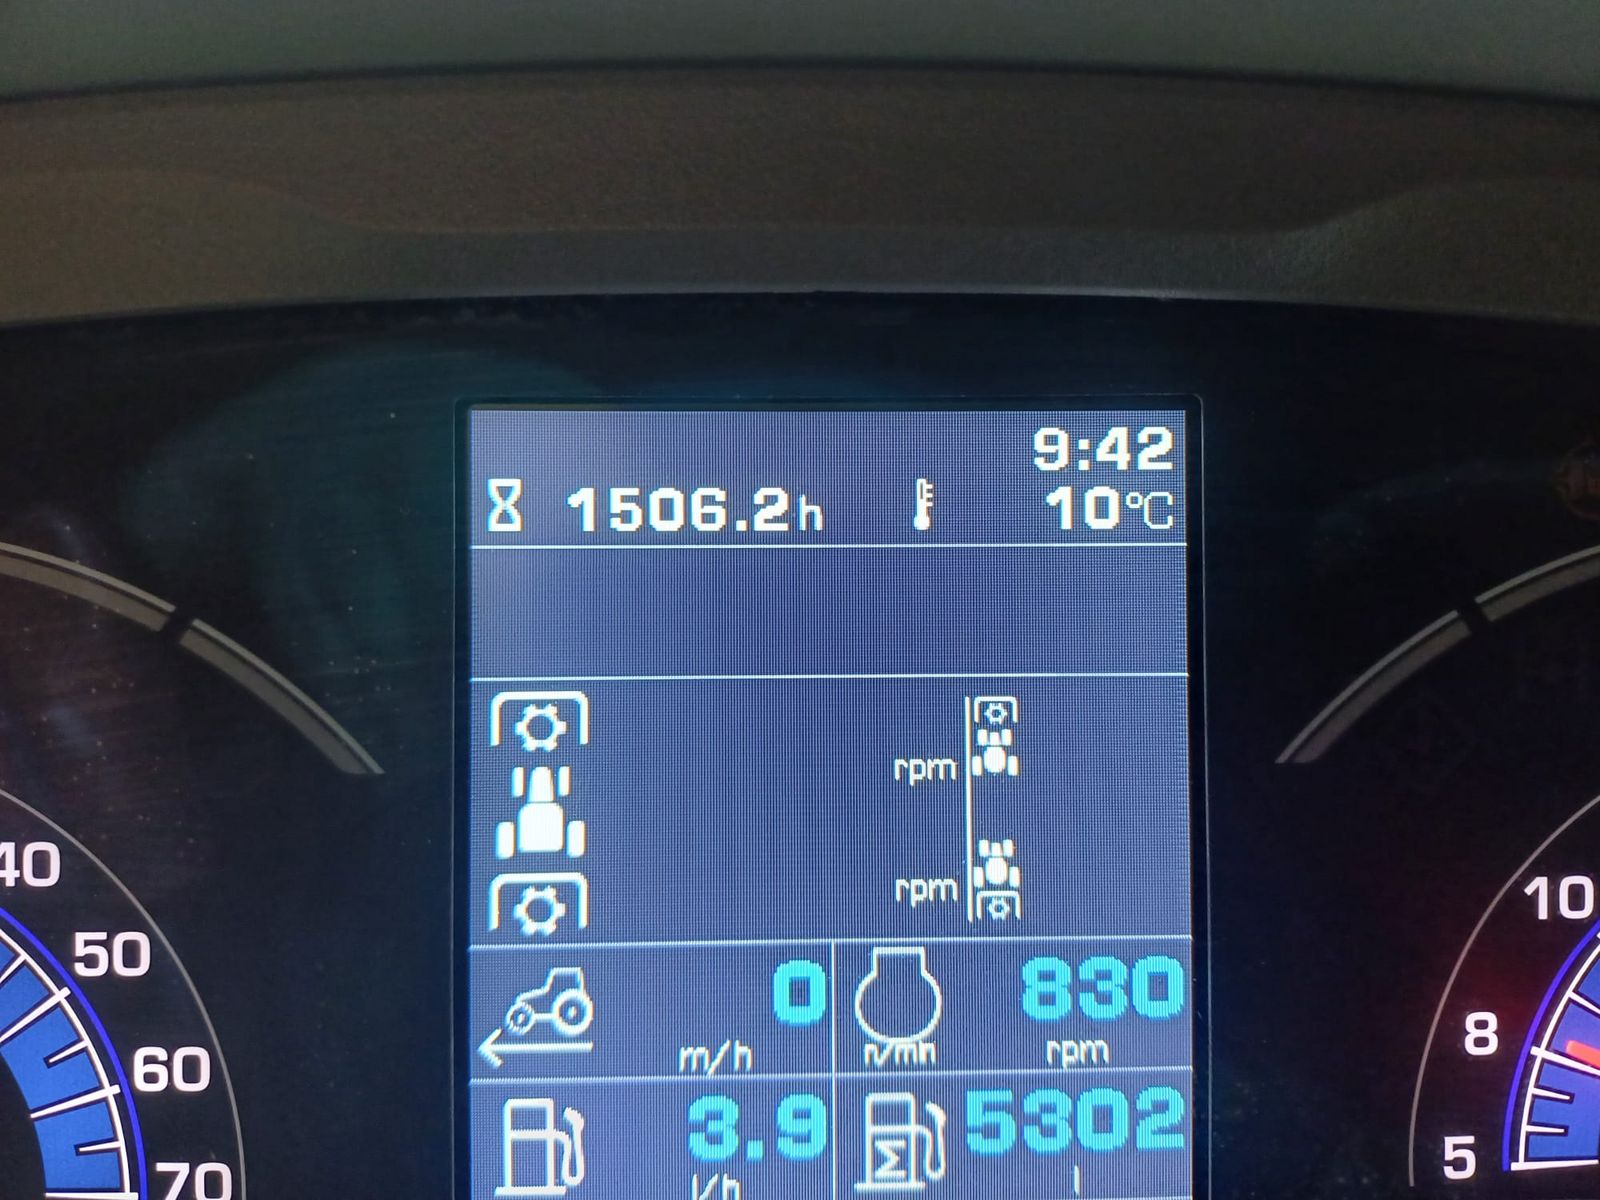 9:42
1506.2h
10°C
rpm
rpm
0
m/h
830
n/min
rpm
3.9
l/h
5302
l
Σ
40
50
60
70
10
8
5